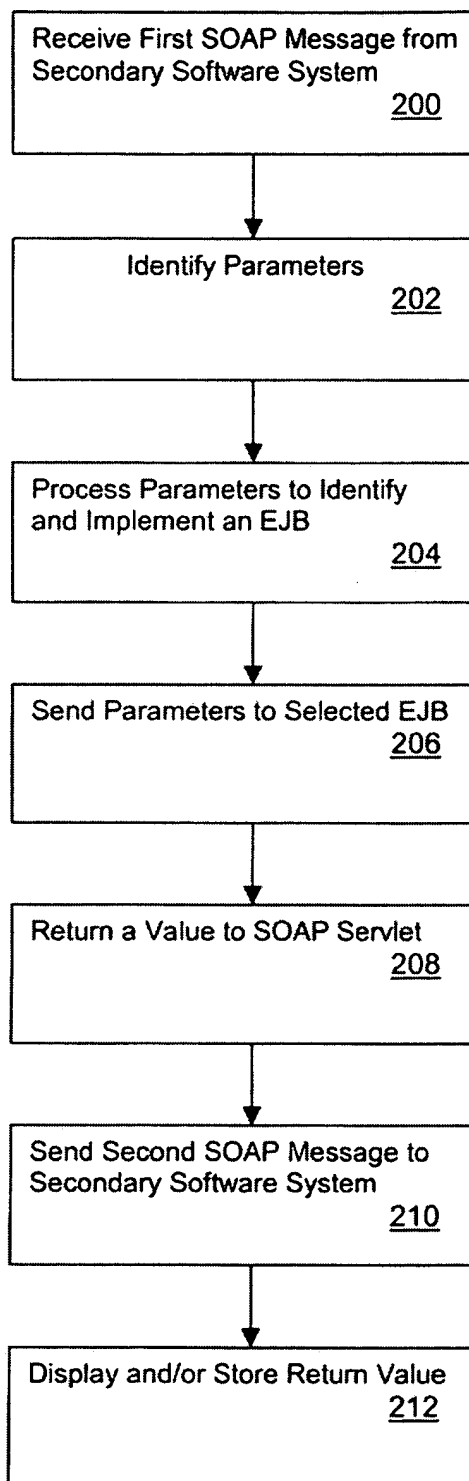 Receive First SOAP Message from
Secondary Software System
200
Identify Parameters
202
Process Parameters to Identify
and Implement an EJB
204
Send Parameters to Selected EJB
206
Return a Value to SOAP Servlet
208
Send Second SOAP Message to
Secondary Software System
210
Display and/or Store Return Value
212